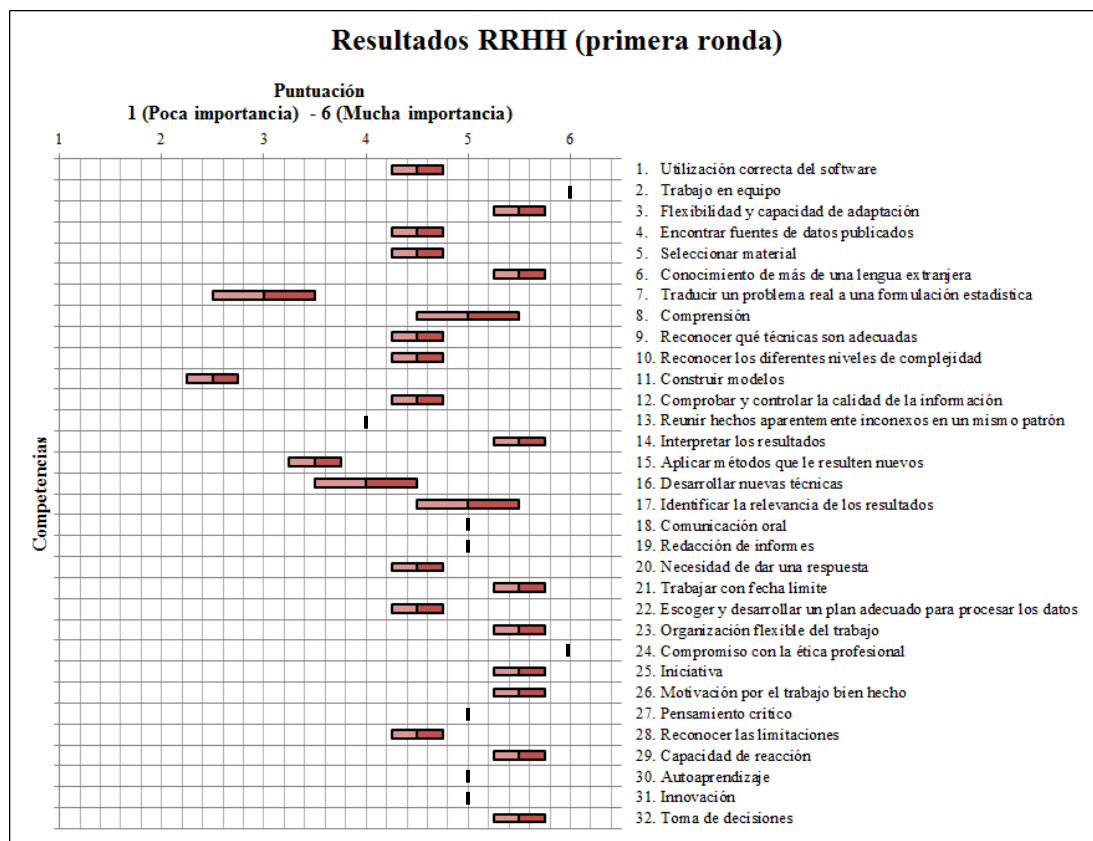 Resultados RRHH (primera ronda)
Puntuación
1 (Poca importancia) - 6 (Mucha importancia)
1 2 3 4 5 6
Competencias
1. Utilización correcta del software
2. Trabajo en equipo
3. Flexibilidad y capacidad de adaptación
4. Encontrar fuentes de datos publicados
5. Seleccionar material
6. Conocimiento de más de una lengua extranjera
7. Traducir un problema real a una formulación estadística
8. Comprensión
9. Reconocer qué técnicas son adecuadas
10. Reconocer los diferentes niveles de complejidad
11. Construir modelos
12. Comprobar y controlar la calidad de la información
13. Reunir hechos aparentemente inconexos en un mismo patrón
14. Interpretar los resultados
15. Aplicar métodos que le resulten nuevos
16. Desarrollar nuevas técnicas
17. Identificar la relevancia de los resultados
18. Comunicación oral
19. Redacción de informes
20. Necesidad de dar una respuesta
21. Trabajar con fecha límite
22. Escoger y desarrollar un plan adecuado para procesar los datos
23. Organización flexible del trabajo
24. Compromiso con la ética profesional
25. Iniciativa
26. Motivación por el trabajo bien hecho
27. Pensamiento crítico
28. Reconocer las limitaciones
29. Capacidad de reacción
30. Autoaprendizaje
31. Innovación
32. Toma de decisiones